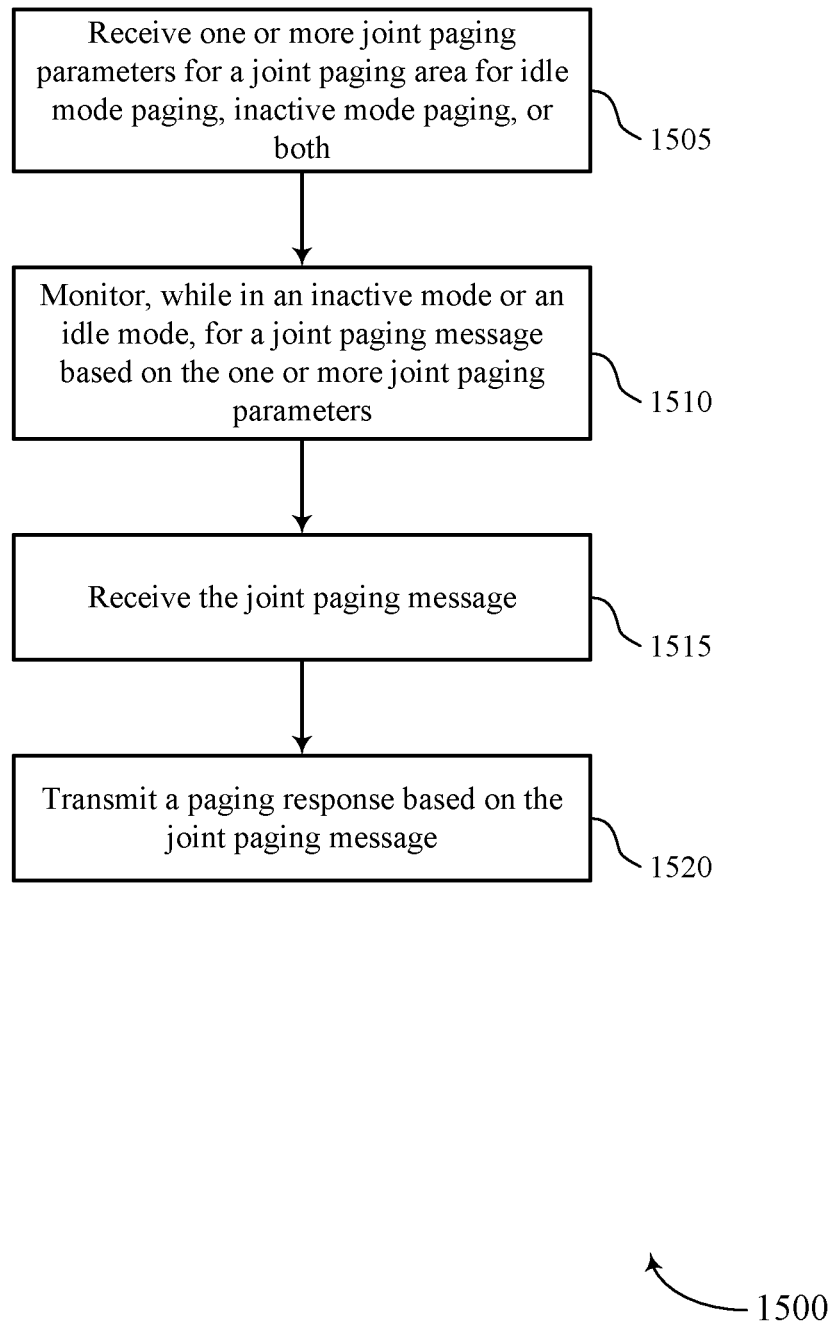 Receive one or more joint paging
parameters for a joint paging area for idle
mode paging, inactive mode paging, or
both
1505
Monitor, while in an inactive mode or an
idle mode, for a joint paging message
based on the one or more joint paging
parameters
1510
Receive the joint paging message
1515
Transmit a paging response based on the
joint paging message
1520
1500